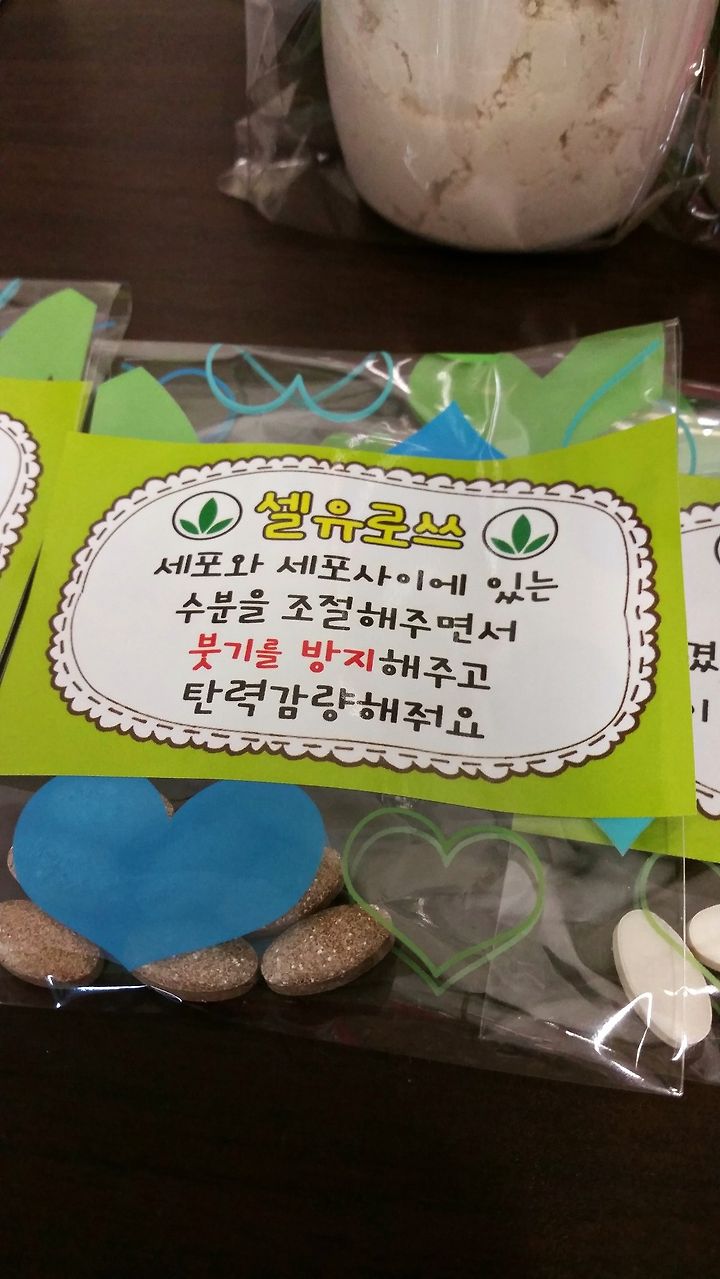 셀유로쓰
세포와 세포사이에 있는
수분을 조절해주면서
붓기를 방지해주고
탄력감량해줘요
겼